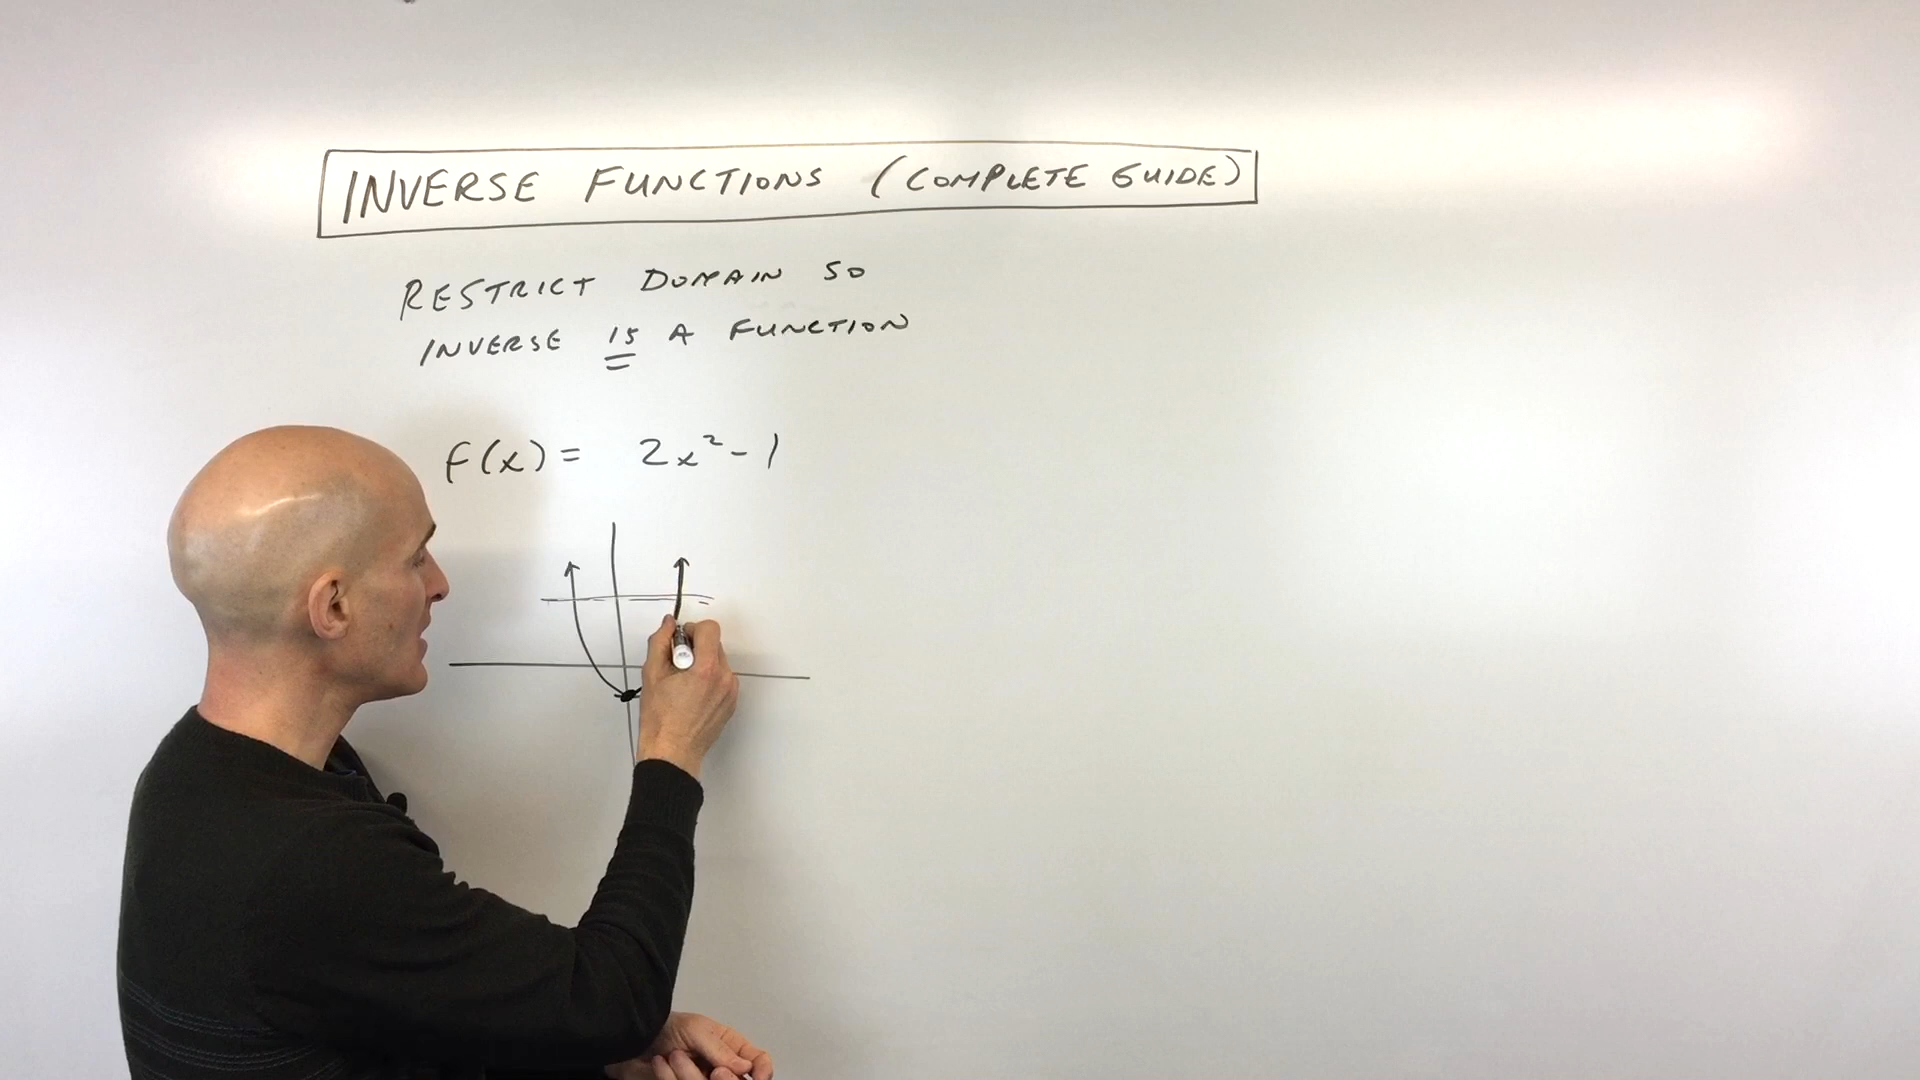 INVERSE FUNCTIONS (COMPLETE GUIDE)
RESTRICT DOMAIN SO
INVERSE IS A FUNCTION
f(x) = 2x² - 1